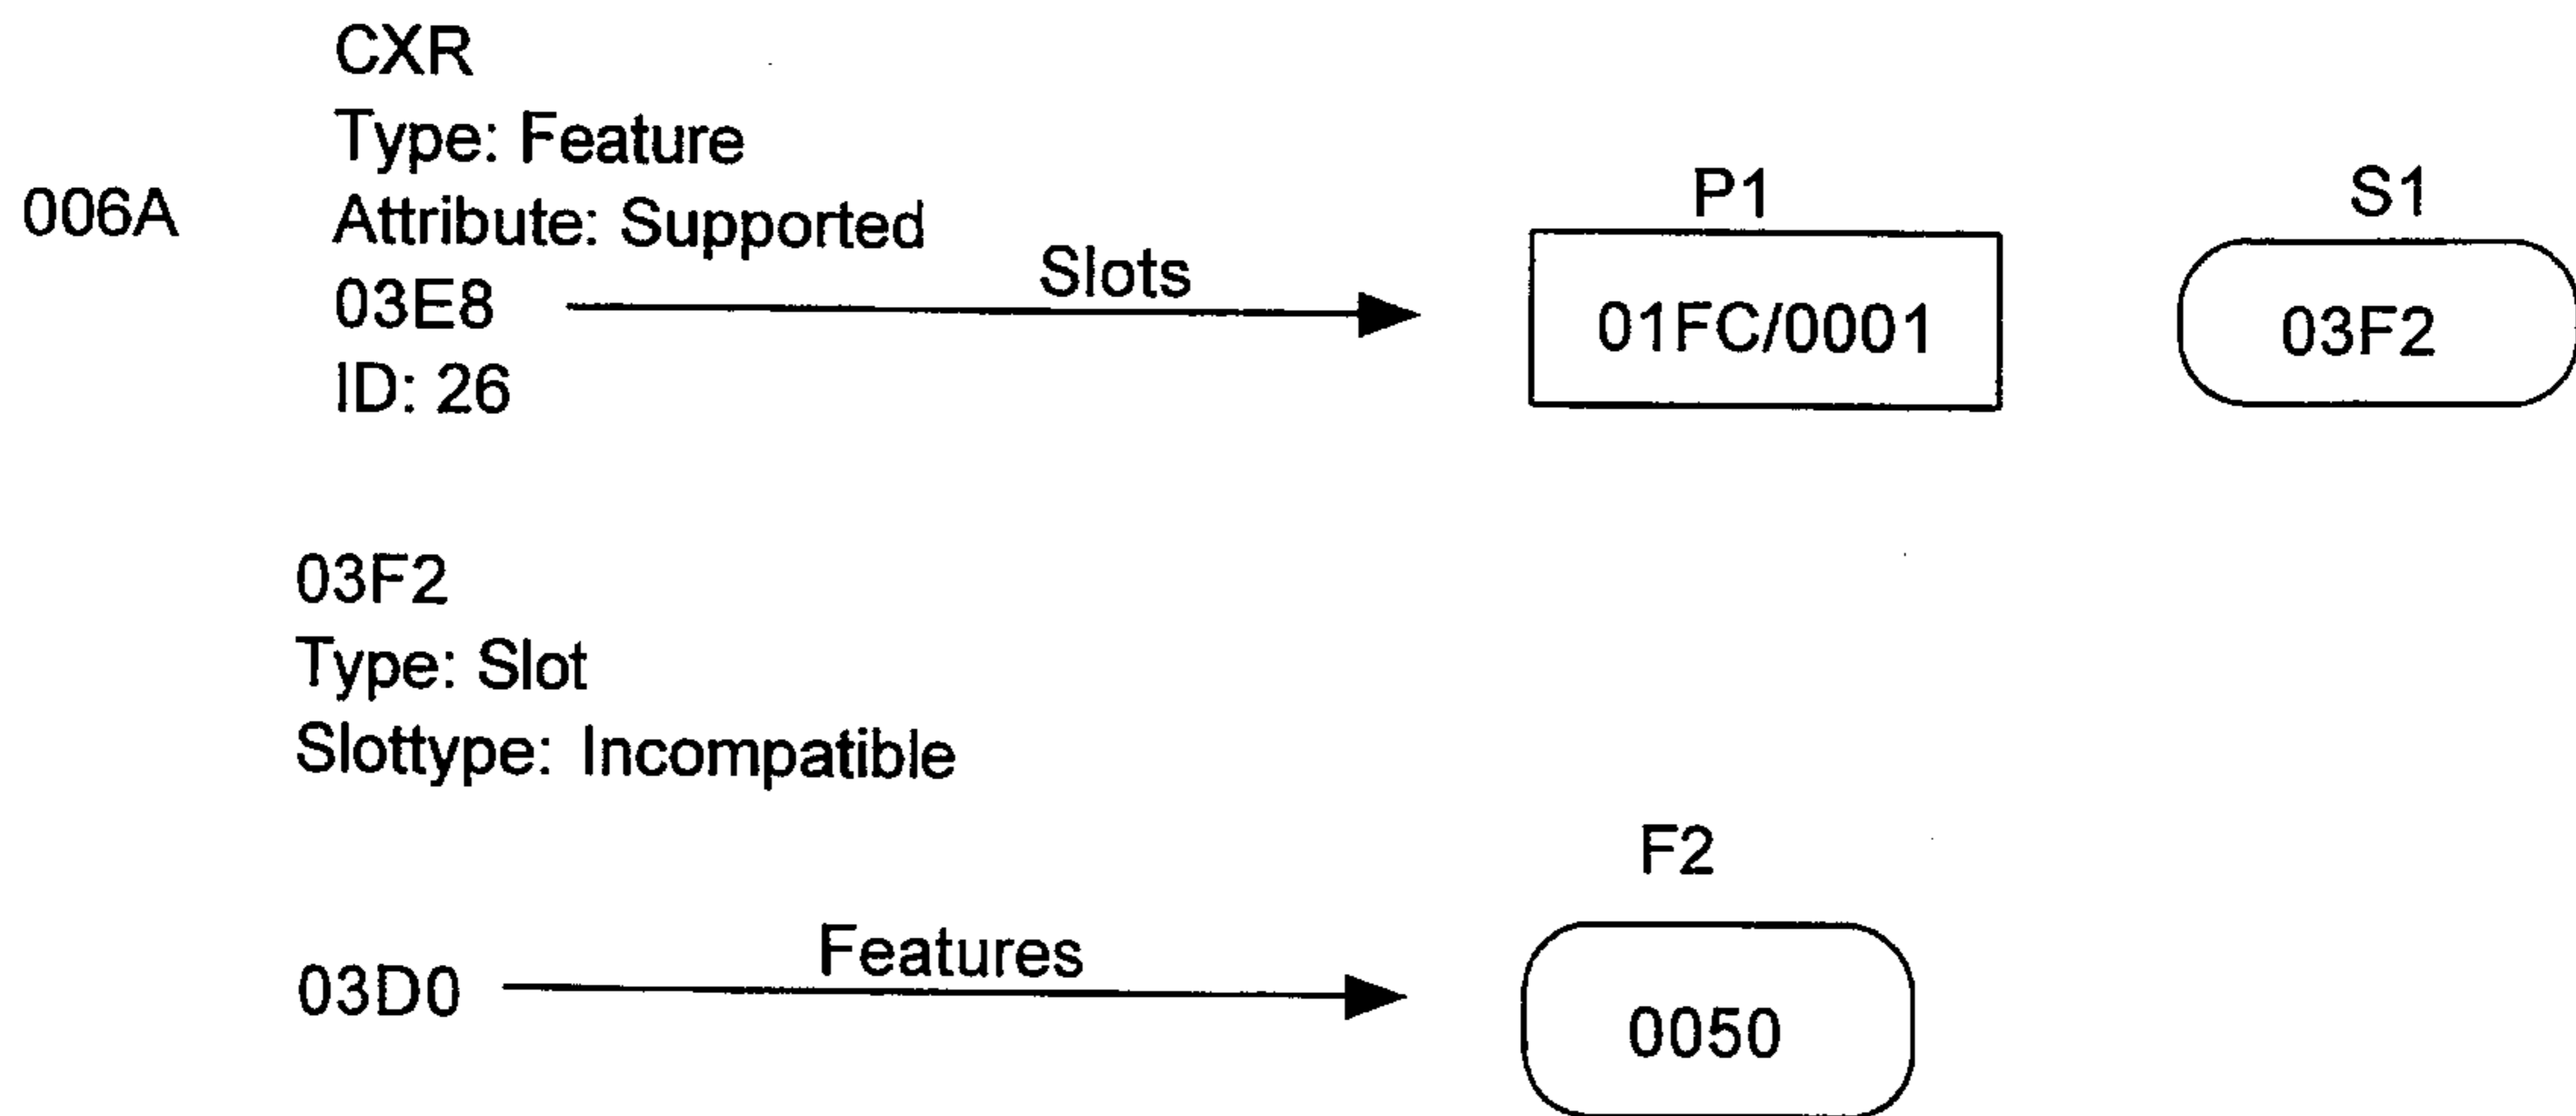 CXR
Type: Feature
006A
Attribute: Supported
P1
S1
03E8
Slots
01FC/0001
03F2
ID: 26
03F2
Type: Slot
Slottype: Incompatible
F2
03D0
Features
0050